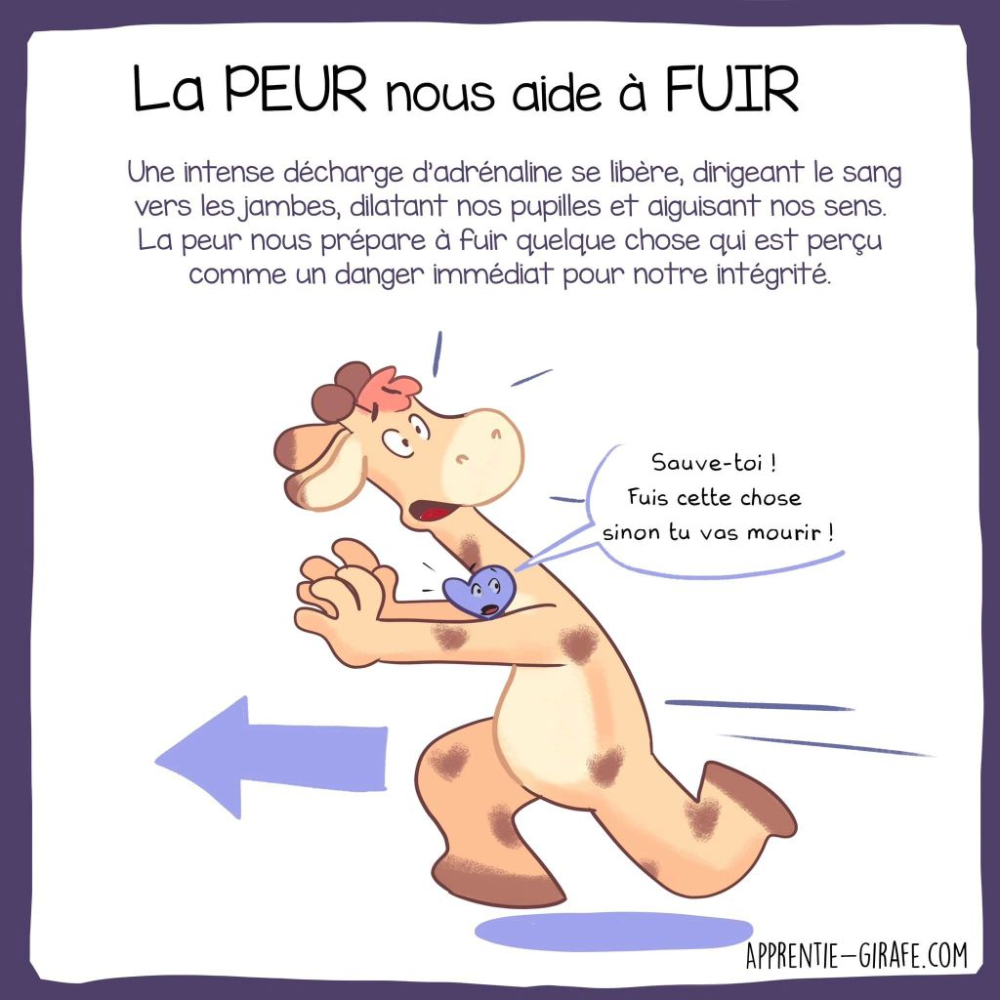 La PEUR nous aide à FUIR
Une intense décharge d'adrénaline se libère, dirigeant le sang
vers les jambes, dilatant nos pupilles et aiguisant nos sens.
La peur nous prépare à fuir quelque chose qui est perçu
comme un danger immédiat pour notre intégrité.
Sauve-toi !
Fuis cette chose
sinon tu vas mourir !
APPRENTIE-GIRAFE.COM